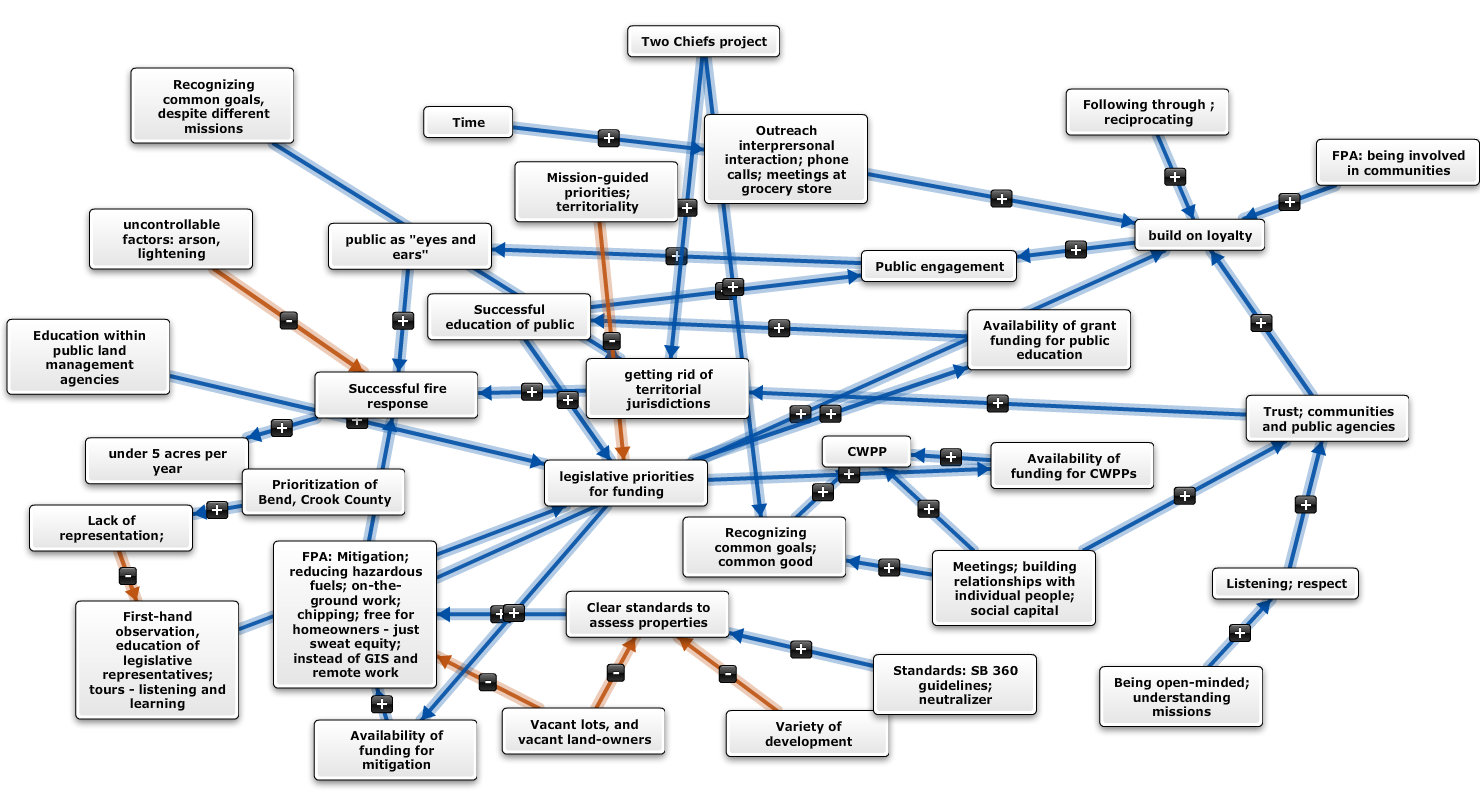 Two Chiefs project
Recognizing
common goals,
despite different
missions
Time
Outreach
interprersonal
interaction; phone
calls; meetings at
grocery store
Following through ;
reciprocating
FPA: being involved
in communities
Mission-guided
priorities;
territoriality
uncontrollable
factors: arson,
lightening
public as "eyes and
ears"
build on loyalty
Public engagement
Successful
education of public
Availability of grant
funding for public
education
Education within
public land
management
agencies
Successful fire
response
getting rid of
territorial
jurisdictions
Trust; communities
and public agencies
under 5 acres per
year
CWPP
Availability of
funding for CWPPs
Prioritization of
Bend, Crook County
legislative priorities
for funding
Lack of
representation;
Recognizing
common goals;
common good
FPA: Mitigation;
reducing hazardous
fuels; on-the-
ground work;
chipping; free for
homeowners - just
sweat equity;
instead of GIS and
remote work
Meetings; building
relationships with
individual people;
social capital
Listening; respect
First-hand
observation,
education of
legislative
representatives;
tours - listening and
learning
Clear standards to
assess properties
Standards: SB 360
guidelines;
neutralizer
Being open-minded;
understanding
missions
Vacant lots, and
vacant land-owners
Variety of
development
Availability of
funding for
mitigation